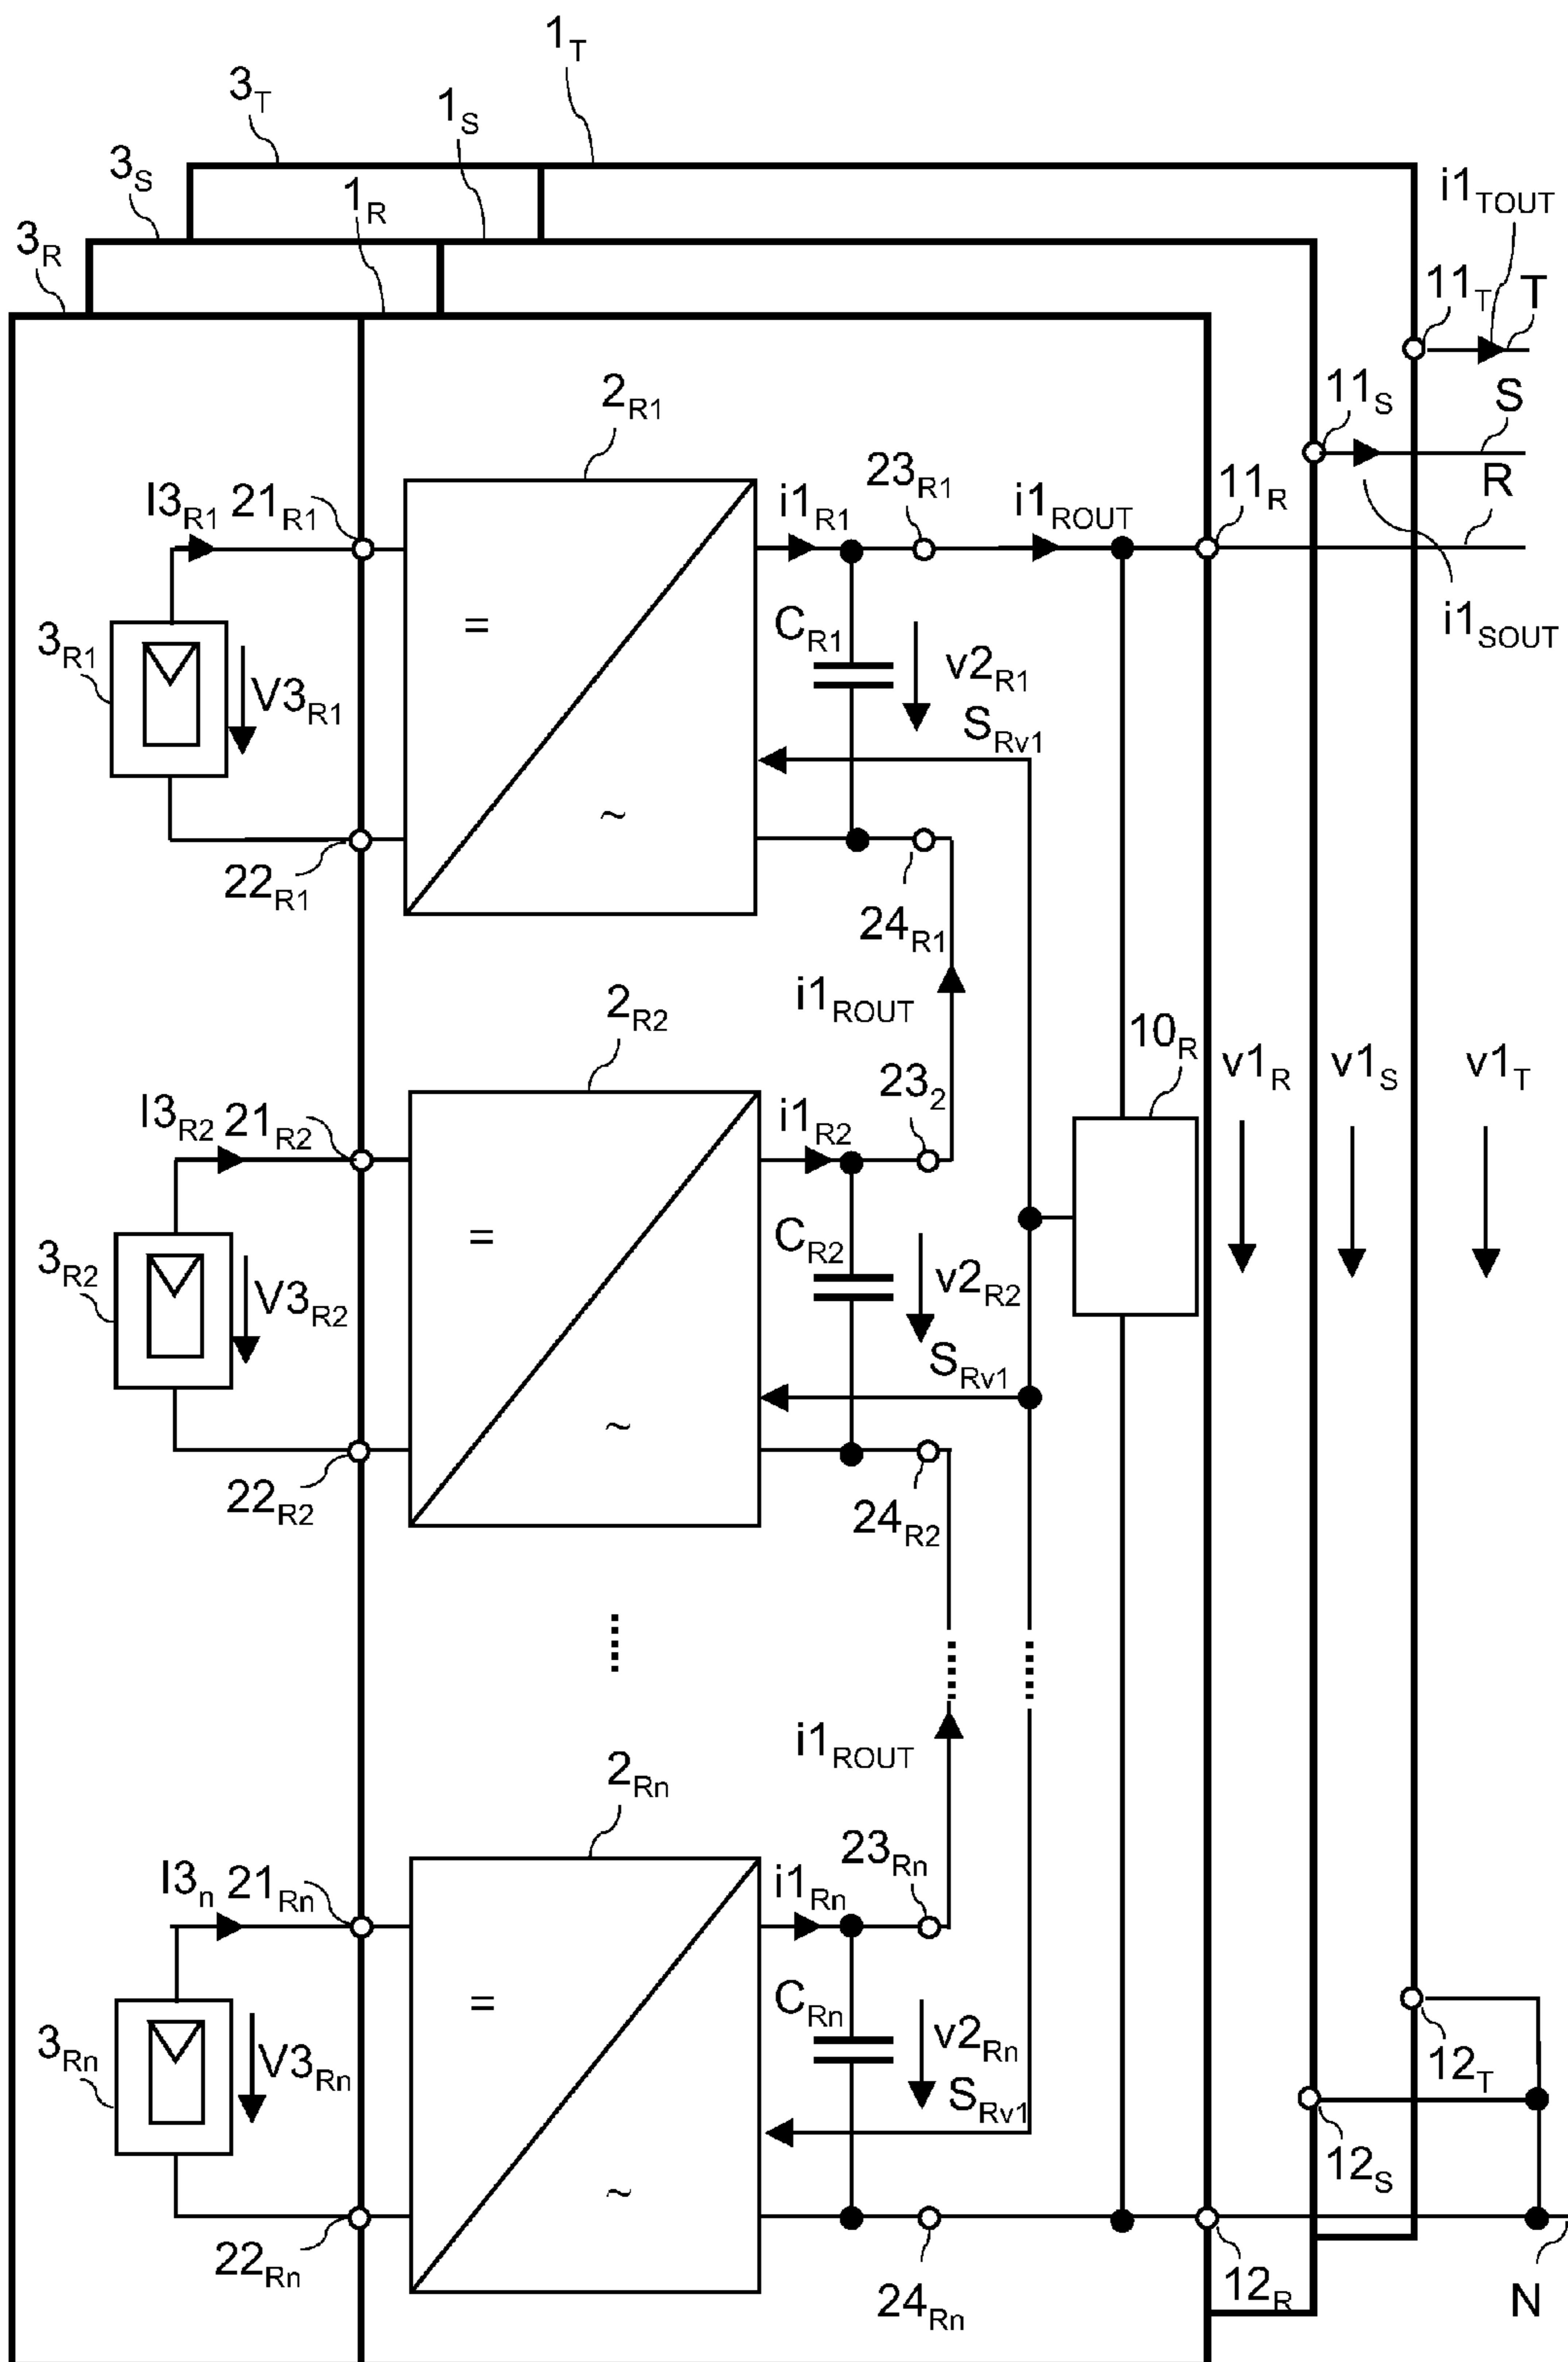 1T
3T
1S
3S
1R
i1TOUT
3R
11T
T
2R1
11S
S
I3R1
21R1
i1R1
23R1
i1ROUT
11R
R
=
CR1
v2R1
i1SOUT
3R1
V3R1
SRv1
~
22R1
24R1
i1ROUT
2R2
10R
v1R
v1S
v1T
I3R2
21R2
i1R2
232
=
CR2
v2R2
3R2
V3R2
SRv1
~
22R2
24R2
i1ROUT
2Rn
I3n
21Rn
i1Rn
23Rn
=
CRn
v2Rn
3Rn
V3Rn
SRv1
12T
~
12S
22Rn
24Rn
12R
N